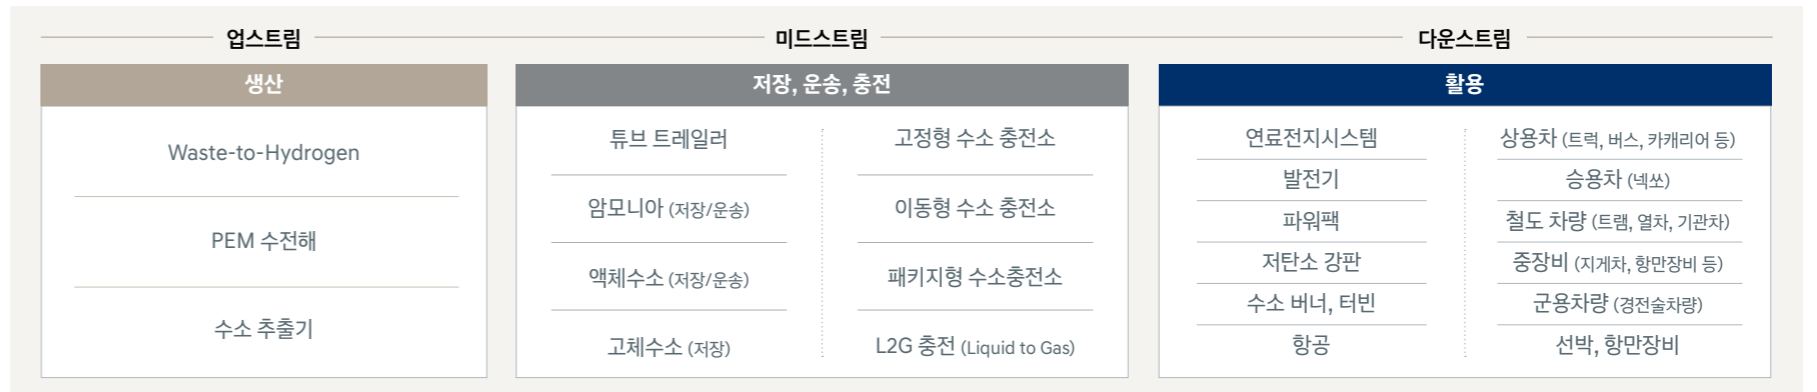 업스트림
생산
Waste-to-Hydrogen
PEM 수전해
수소 추출기
미드스트림
저장, 운송, 충전
튜브 트레일러
암모니아 (저장/운송)
액체수소 (저장/운송)
고체수소 (저장)
고정형 수소 충전소
이동형 수소 충전소
패키지형 수소충전소
L2G 충전 (Liquid to Gas)
다운스트림
활용
연료전지시스템
발전기
파워팩
저탄소 강판
수소 버너, 터빈
항공
상용차 (트럭, 버스, 카캐리어 등)
승용차 (넥쏘)
철도 차량 (트램, 열차, 기관차)
중장비 (지게차, 항만장비 등)
군용차량 (경전술차량)
선박, 항만장비